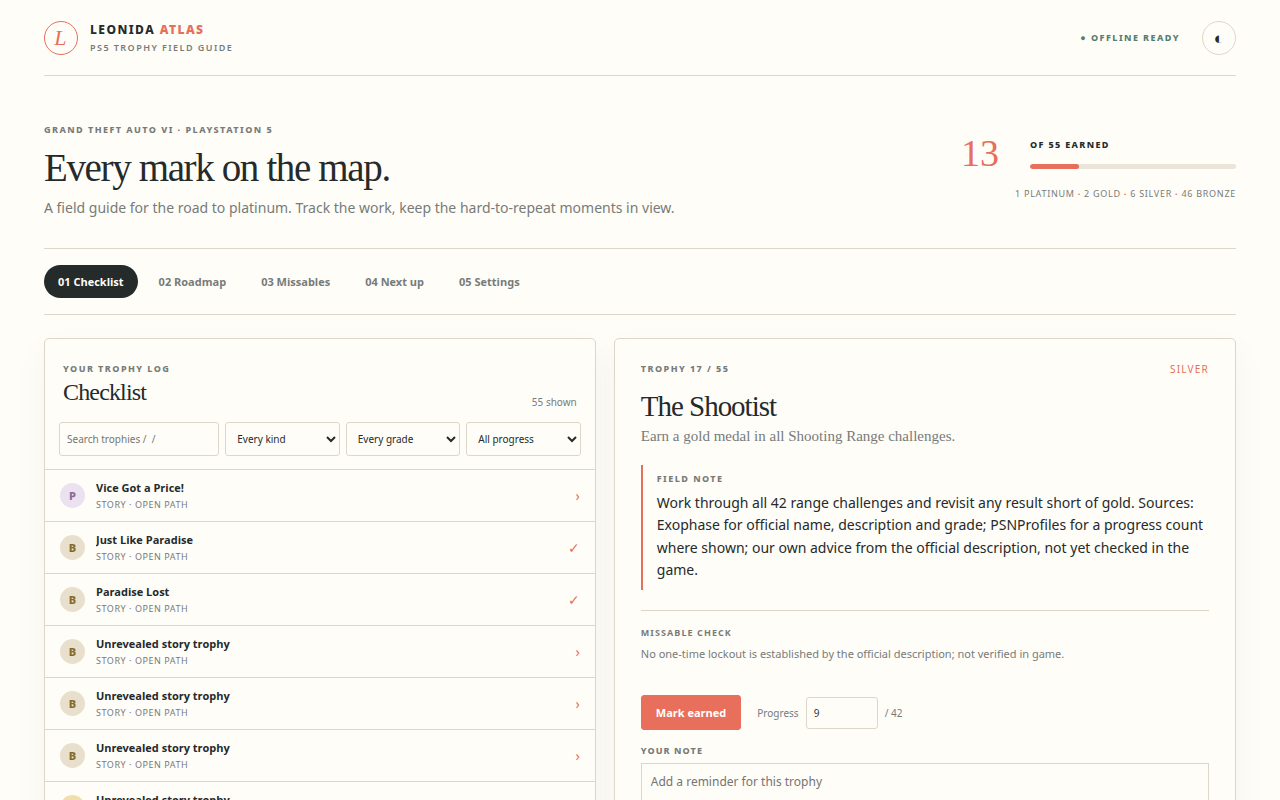 L
LEONIDA ATLAS
PS5 TROPHY FIELD GUIDE
• OFFLINE READY
GRAND THEFT AUTO VI · PLAYSTATION 5
Every mark on the map.
A field guide for the road to platinum. Track the work, keep the hard-to-repeat moments in view.
13
OF 55 EARNED
1 PLATINUM · 2 GOLD · 6 SILVER · 46 BRONZE
01 Checklist
02 Roadmap
03 Missables
04 Next up
05 Settings
YOUR TROPHY LOG
Checklist
55 shown
Search trophies / /
Every kind
Every grade
All progress
P
Vice Got a Price!
STORY · OPEN PATH
›
B
Just Like Paradise
STORY · OPEN PATH
✓
B
Paradise Lost
STORY · OPEN PATH
✓
B
Unrevealed story trophy
STORY · OPEN PATH
›
B
Unrevealed story trophy
STORY · OPEN PATH
›
B
Unrevealed story trophy
STORY · OPEN PATH
›
Unrevealed story trophy
TROPHY 17 / 55
SILVER
The Shootist
Earn a gold medal in all Shooting Range challenges.
FIELD NOTE
Work through all 42 range challenges and revisit any result short of gold. Sources:
Exophase for official name, description and grade; PSNProfiles for a progress count
where shown; our own advice from the official description, not yet checked in the
game.
MISSABLE CHECK
No one-time lockout is established by the official description; not verified in game.
Mark earned
Progress
9
/ 42
YOUR NOTE
Add a reminder for this trophy